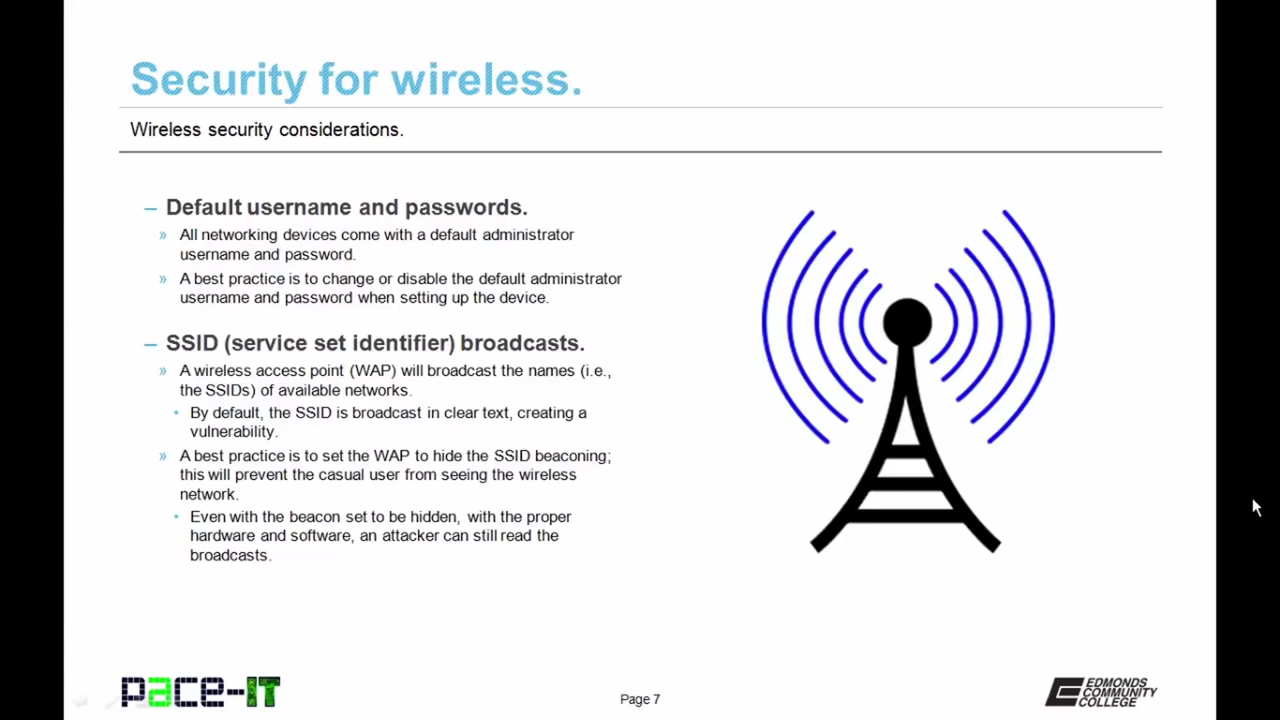 Security for wireless.
Wireless security considerations.
– Default username and passwords.
» All networking devices come with a default administrator
username and password.
» A best practice is to change or disable the default administrator
username and password when setting up the device.
– SSID (service set identifier) broadcasts.
» A wireless access point (WAP) will broadcast the names (i.e.,
the SSIDs) of available networks.
• By default, the SSID is broadcast in clear text, creating a
vulnerability.
» A best practice is to set the WAP to hide the SSID beaconing;
this will prevent the casual user from seeing the wireless
network.
• Even with the beacon set to be hidden, with the proper
hardware and software, an attacker can still read the
broadcasts.
pace-IT
Page 7
EDMONDS
COMMUNITY
COLLEGE